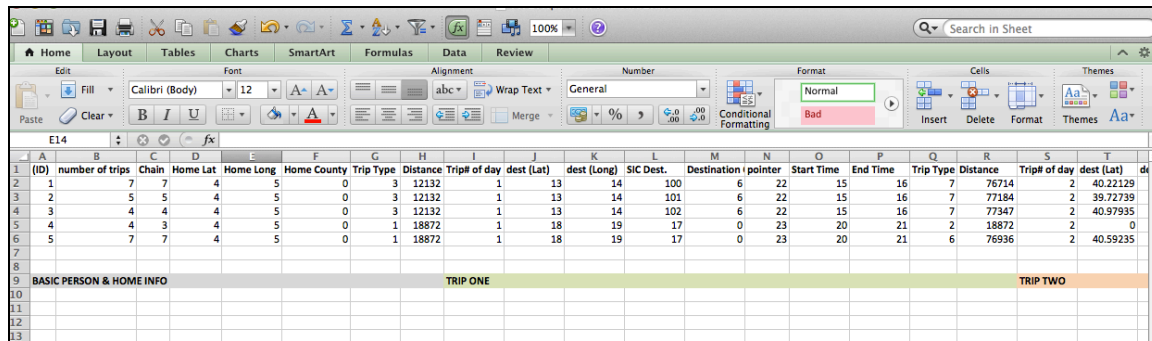 100%
Search in Sheet
Home Layout Tables Charts SmartArt Formulas Data Review
Edit Font Alignment Number Format Cells Themes
Fill Calibri (Body) 12 A A abc Wrap Text General Normal
Paste Clear B I U A Merge % Conditional Formatting Bad Insert Delete Format Themes Aa
E14 fx
A B C D E F G H I J K L M N O P Q R S T
1 (ID) number of trips Chain Home Lat Home Long Home County Trip Type Distance Trip# of day dest (Lat) dest (Long) SIC Dest. Destination pointer Start Time End Time Trip Type Distance Trip# of day dest (Lat)
2 1 7 7 4 5 0 3 12132 1 13 14 100 6 22 15 16 7 76714 2 40.22129
3 2 5 5 4 5 0 3 12132 1 13 14 101 6 22 15 16 7 77184 2 39.72739
4 3 4 4 4 5 0 3 12132 1 13 14 102 6 22 15 16 7 77347 2 40.97935
5 4 4 3 4 5 0 1 18872 1 18 19 17 0 23 20 21 2 18872 2 0
6 5 7 7 4 5 0 1 18872 1 18 19 17 0 23 20 21 6 76936 2 40.59235
7
8
9 BASIC PERSON & HOME INFO TRIP ONE TRIP TWO
10
11
12
13